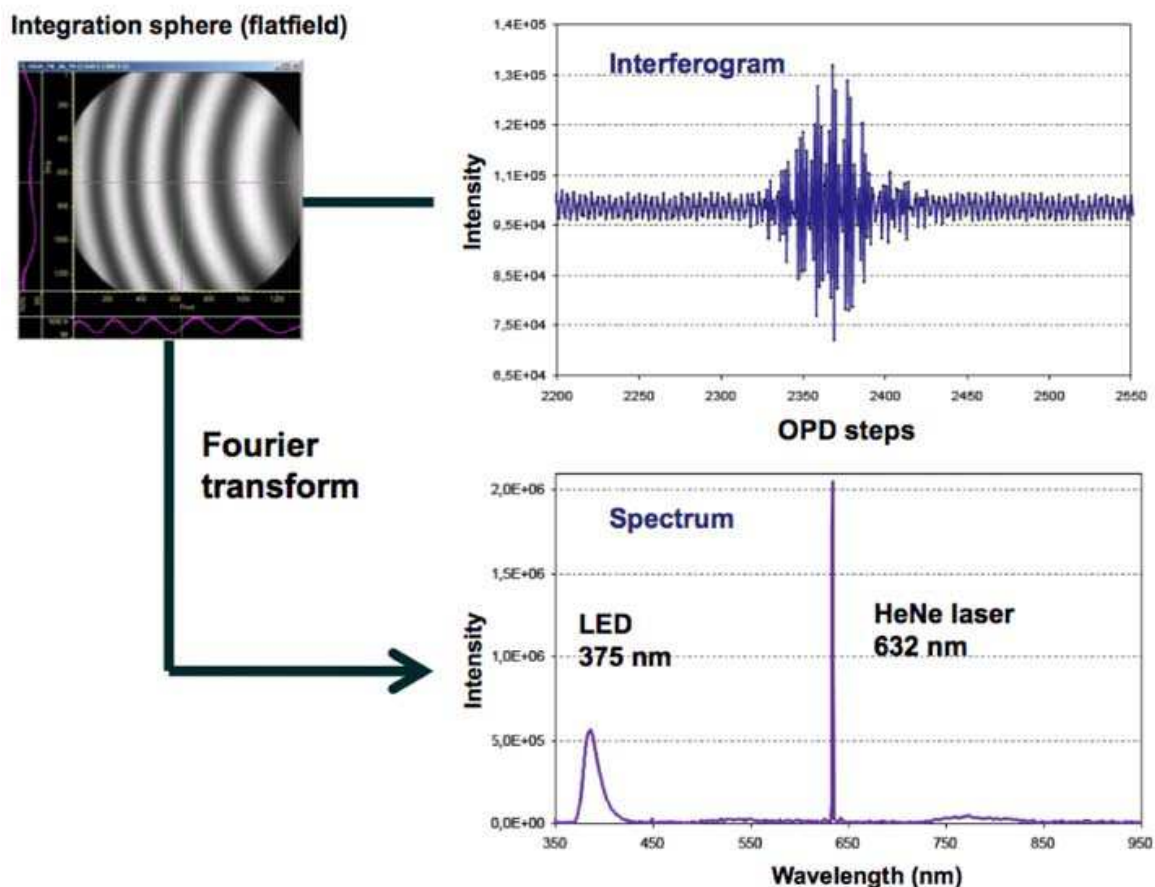 Integration sphere (flatfield)
Interferogram
Intensity
1,4E+05
1,3E+05
1,2E+05
1,1E+05
9,5E+04
8,5E+04
7,5E+04
6,5E+04
2200
2250
2300
2350
2400
2450
2500
2550
OPD steps
Fourier
transform
Spectrum
Intensity
2,0E+06
1,5E+06
1,0E+06
5,0E+05
0,0E+00
LED
375 nm
HeNe laser
632 nm
350
450
550
650
750
850
950
Wavelength (nm)